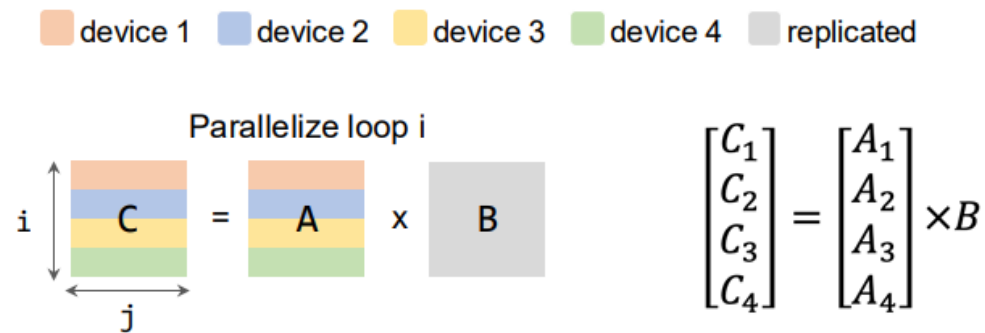 device 1 device 2 device 3 device 4 replicated
Parallelize loop i
i C = A x B
j
C₁ A₁
C₂ A₂
= ×B
C₃ A₃
C₄ A₄